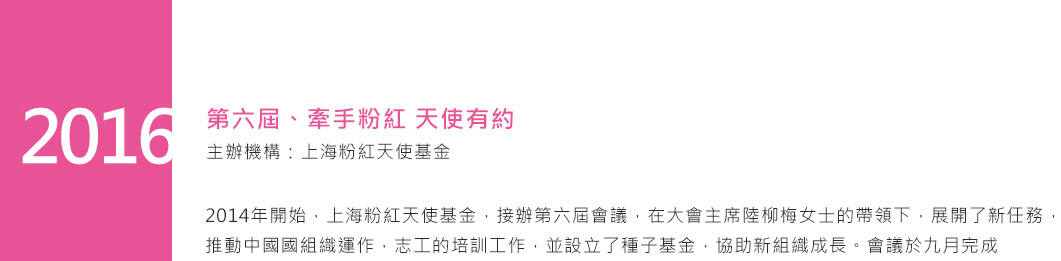 2016
第六屆、牽手粉紅 天使有約
主辦機構：上海粉紅天使基金
2014年開始，上海粉紅天使基金，接辦第六屆會議，在大會主席陸柳梅女士的帶領下，展開了新任務，
推動中國國組織運作，志工的培訓工作，並設立了種子基金，協助新組織成長。會議於九月完成